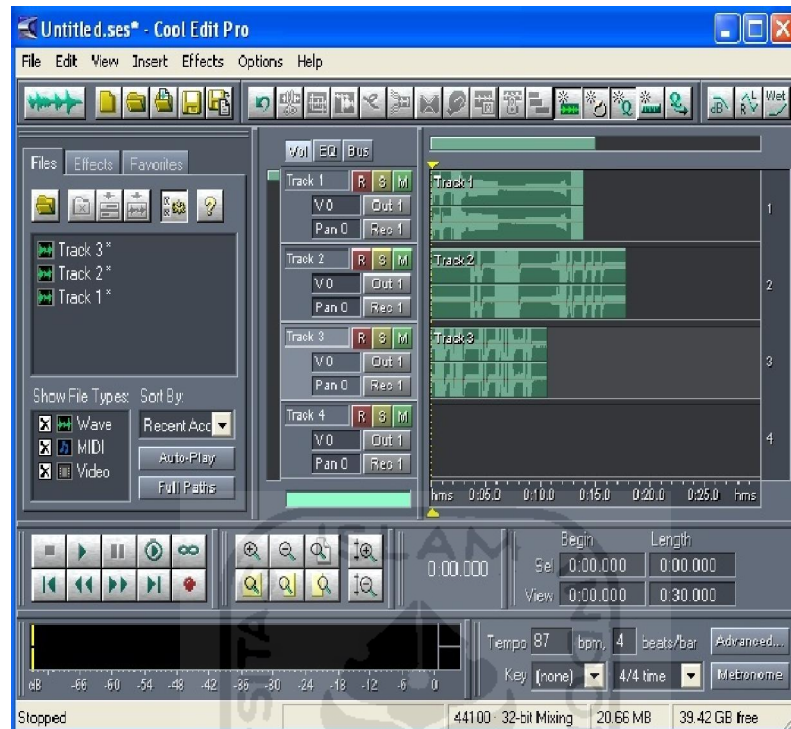 Untitled.ses* - Cool Edit Pro
File Edit View Insert Effects Options Help
dB L R Wet
Files Effects Favorites
Track 3*
Track 2*
Track 1*
Show File Types: Sort By:
Wave Recent Acc
MIDI Auto-Play
Video Full Paths
Vol EQ Bus
Track 1 R S M
V 0 Out 1
Pan 0 Rec 1
Track 2 R S M
V 0 Out 1
Pan 0 Rec 1
Track 3 R S M
V 0 Out 1
Pan 0 Rec 1
Track 4 R S M
V 0 Out 1
Pan 0 Rec 1
Track 1 1
Track 2 2
Track 3 3
4
hms 0:05.0 0:10.0 0:15.0 0:20.0 0:25.0 hms
0:00.000
Begin Length
Sel 0:00.000 0:00.000
View 0:00.000 0:30.000
dB -66 -60 -54 -48 -42 -36 -30 -24 -18 -12 -6 0
Tempo 87 bpm, 4 beats/bar Advanced...
Key (none) 4/4 time Metronome
Stopped 44100 · 32-bit Mixing 20.66 MB 39.42 GB free
ISLAM